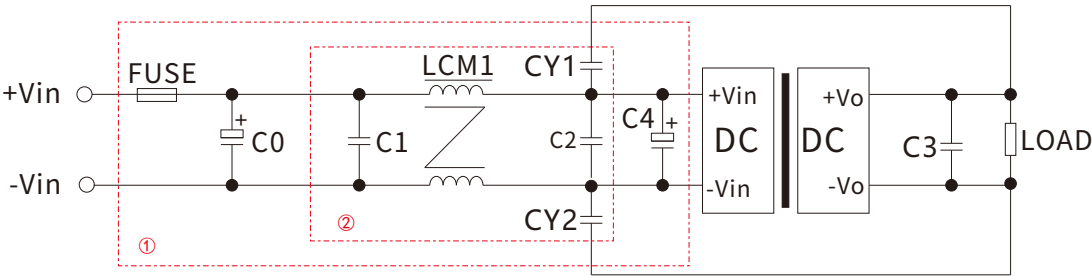 FUSE
LCM1
CY1
+Vin
+
C0
C1
C2
C4
+
+Vin
DC
-Vin
+Vo
DC
-Vo
C3
LOAD
-Vin
CY2
①
②